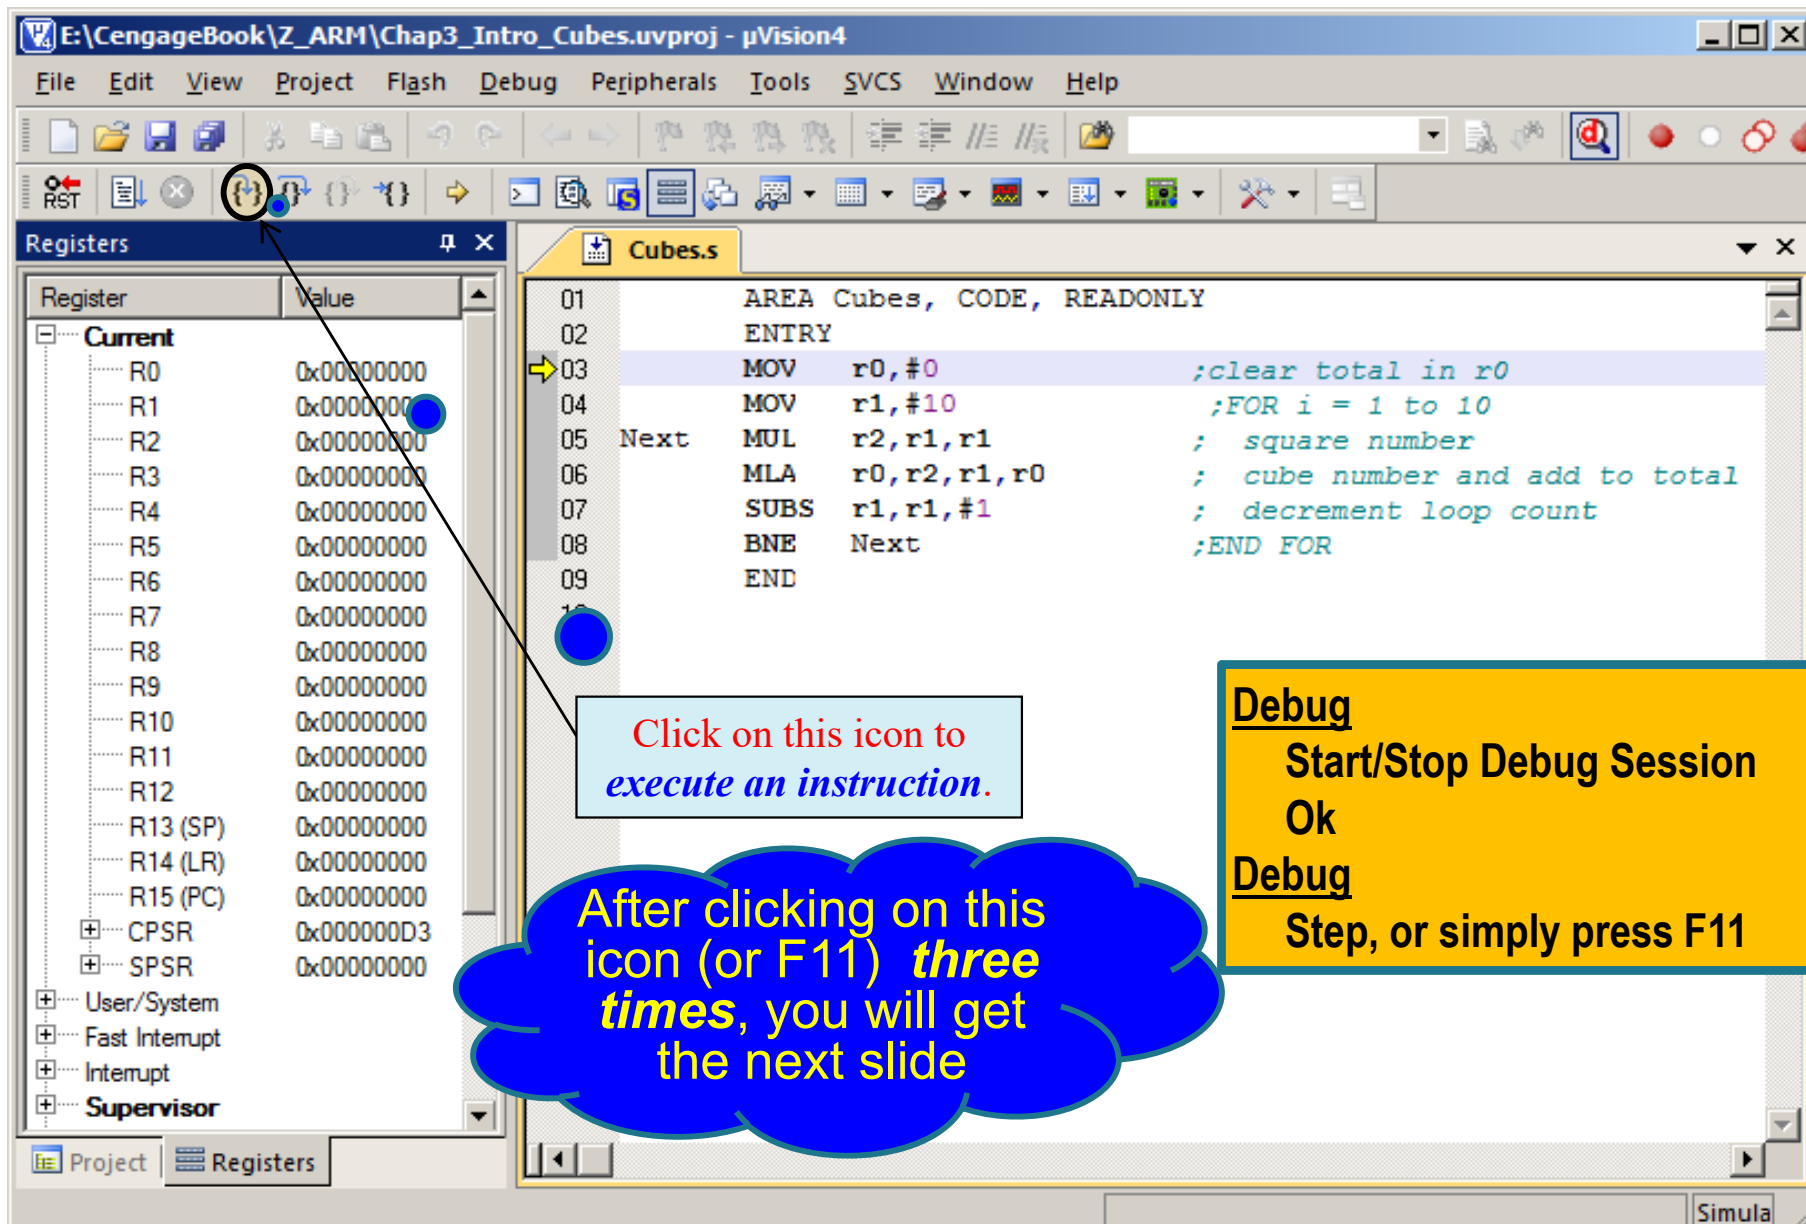 E:\CengageBook\Z_ARM\Chap3_Intro_Cubes.uvproj - µVision4
File Edit View Project Flash Debug Peripherals Tools SVCS Window Help
RST
Registers
Cubes.s
Register Value
Current
R0 0x00000000
R1 0x0000000
R2 0x00000000
R3 0x00000000
R4 0x00000000
R5 0x00000000
R6 0x00000000
R7 0x00000000
R8 0x00000000
R9 0x00000000
R10 0x00000000
R11 0x00000000
R12 0x00000000
R13 (SP) 0x00000000
R14 (LR) 0x00000000
R15 (PC) 0x00000000
CPSR 0x000000D3
SPSR 0x00000000
User/System
Fast Interrupt
Interrupt
Supervisor
Project Registers
01 AREA Cubes, CODE, READONLY
02 ENTRY
03 MOV r0,#0 ;clear total in r0
04 MOV r1,#10 ;FOR i = 1 to 10
05 Next MUL r2,r1,r1 ; square number
06 MLA r0,r2,r1,r0 ; cube number and add to total
07 SUBS r1,r1,#1 ; decrement loop count
08 BNE Next ;END FOR
09 END
Click on this icon to
execute an instruction.
After clicking on this
icon (or F11) three
times, you will get
the next slide
Debug
Start/Stop Debug Session
Ok
Debug
Step, or simply press F11
Simula